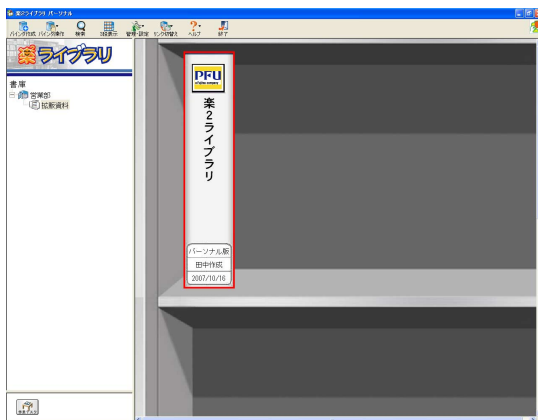 楽2ライブラリ パーソナル
バインダ作成 バインダ操作 検索 3段表示 管理・設定 リンク切替え ヘルプ 終了
楽ライブラリ
書庫
営業部
拡販資料
PFU
a Fujitsu company
楽2ライブラリ
パーソナル版
田中作成
2007/10/16